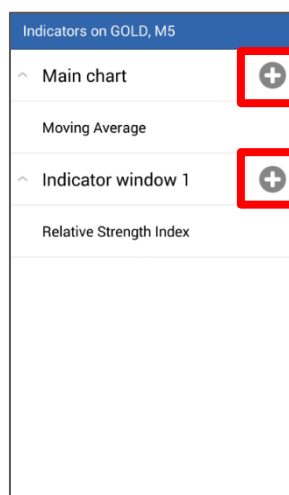 Indicators on GOLD, M5
Main chart
Moving Average
Indicator window 1
Relative Strength Index